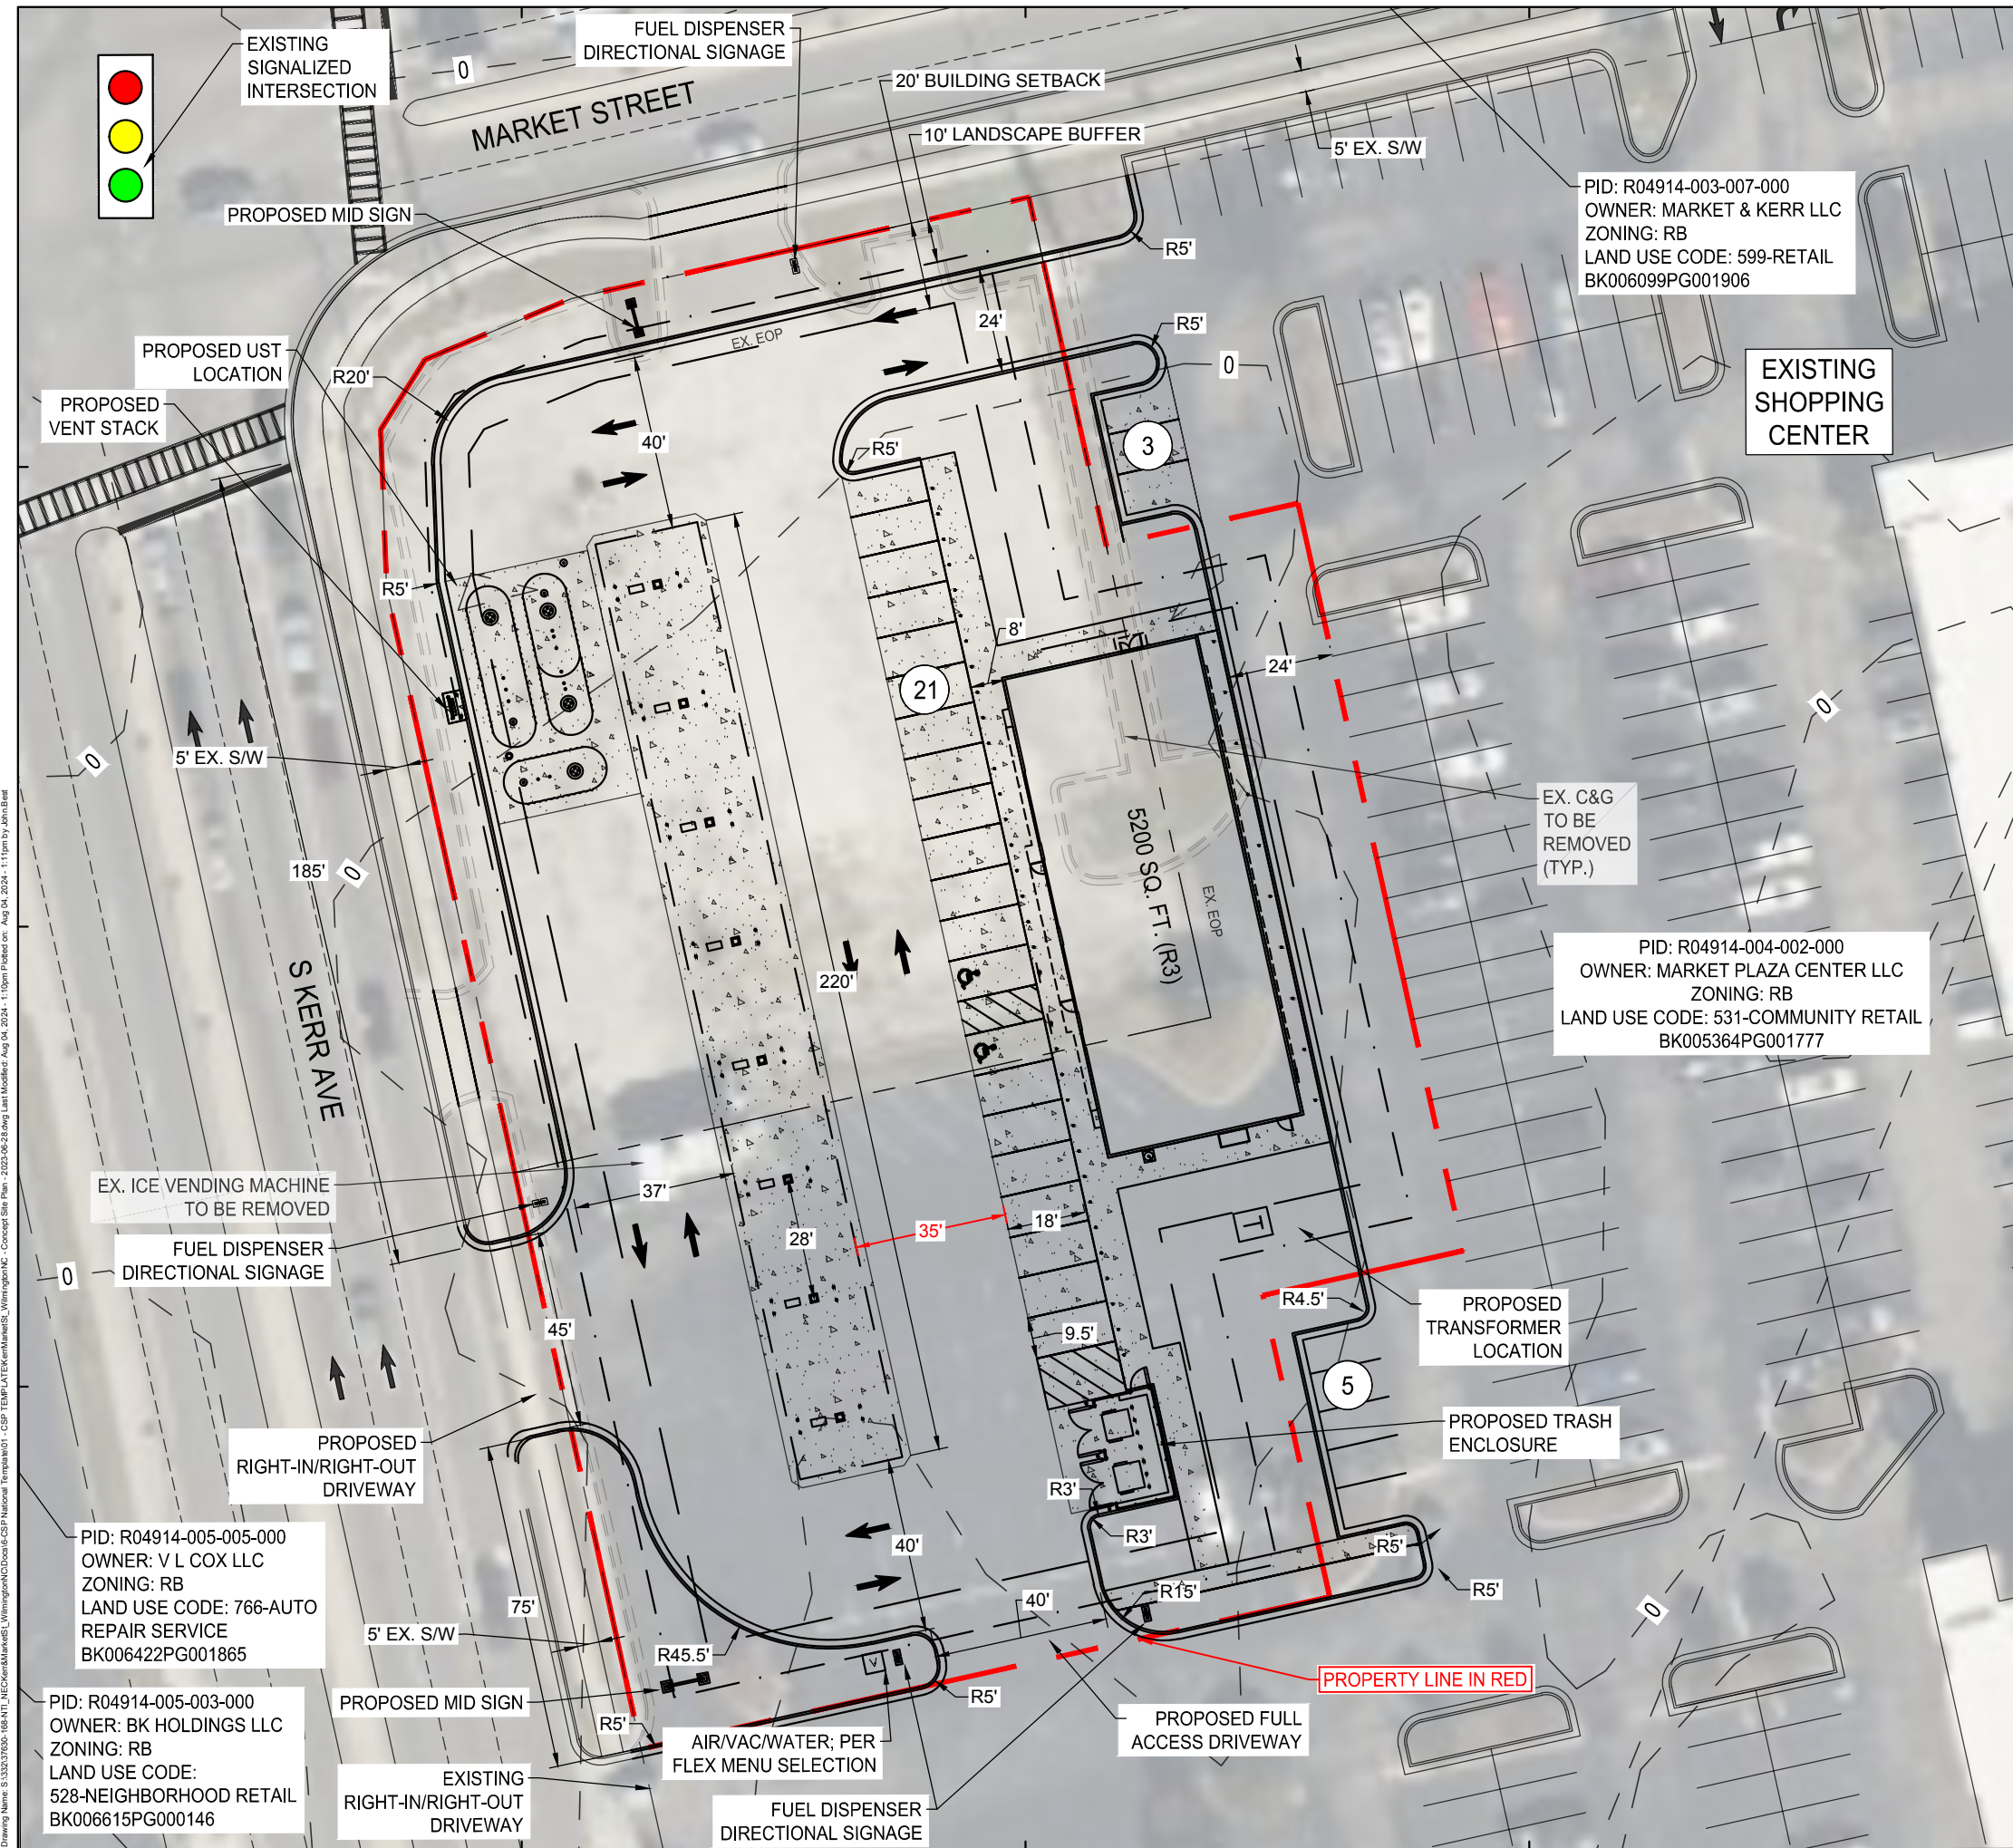 EXISTING
SIGNALIZED
INTERSECTION
0
FUEL DISPENSER
DIRECTIONAL SIGNAGE
MARKET STREET
20' BUILDING SETBACK
10' LANDSCAPE BUFFER
5' EX. S/W
PID: R04914-003-007-000
OWNER: MARKET & KERR LLC
ZONING: RB
LAND USE CODE: 599-RETAIL
BK006099PG001906
PROPOSED MID SIGN
R5'
PROPOSED UST
LOCATION
R20'
EX. EOP
24'
R5'
0
EXISTING
SHOPPING
CENTER
PROPOSED
VENT STACK
40'
R5'
3
R5'
8'
21
24'
0
0
5' EX. S/W
EX. C&G
TO BE
REMOVED
(TYP.)
5200 SQ. FT. (R3)
EX. EOP
185'
0
PID: R04914-004-002-000
OWNER: MARKET PLAZA CENTER LLC
ZONING: RB
LAND USE CODE: 531-COMMUNITY RETAIL
BK005364PG001777
S KERR AVE
220'
EX. ICE VENDING MACHINE
TO BE REMOVED
37'
35'
18'
28'
FUEL DISPENSER
DIRECTIONAL SIGNAGE
0
T
R4.5'
PROPOSED
TRANSFORMER
LOCATION
45'
9.5'
5
PROPOSED TRASH
ENCLOSURE
PROPOSED
RIGHT-IN/RIGHT-OUT
DRIVEWAY
R3'
R3'
PID: R04914-005-005-000
OWNER: V L COX LLC
ZONING: RB
LAND USE CODE: 766-AUTO
REPAIR SERVICE
BK006422PG001865
40'
R5'
R5'
R15'
75'
40'
0
5' EX. S/W
R45.5'
A
PROPERTY LINE IN RED
PID: R04914-005-003-000
OWNER: BK HOLDINGS LLC
ZONING: RB
LAND USE CODE:
528-NEIGHBORHOOD RETAIL
BK006615PG000146
PROPOSED MID SIGN
R5'
R5'
AIR/VAC/WATER; PER
FLEX MENU SELECTION
PROPOSED FULL
ACCESS DRIVEWAY
EXISTING
RIGHT-IN/RIGHT-OUT
DRIVEWAY
FUEL DISPENSER
DIRECTIONAL SIGNAGE